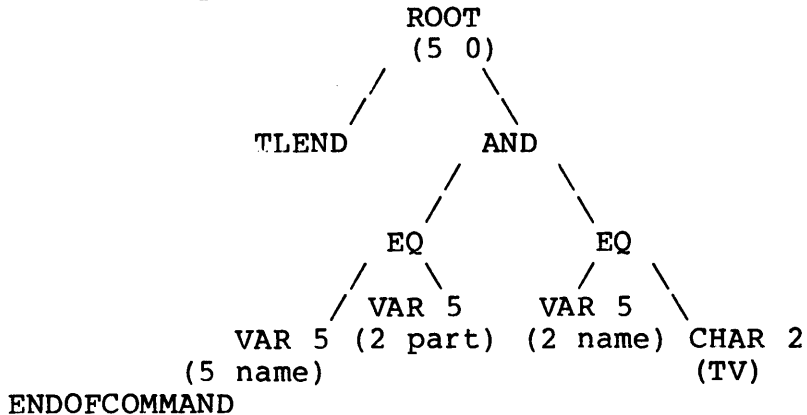 ROOT
(5 0)
TLEND AND
EQ EQ
VAR 5 VAR 5
VAR 5 (2 part) (2 name) CHAR 2
(5 name) (TV)
ENDOFCOMMAND